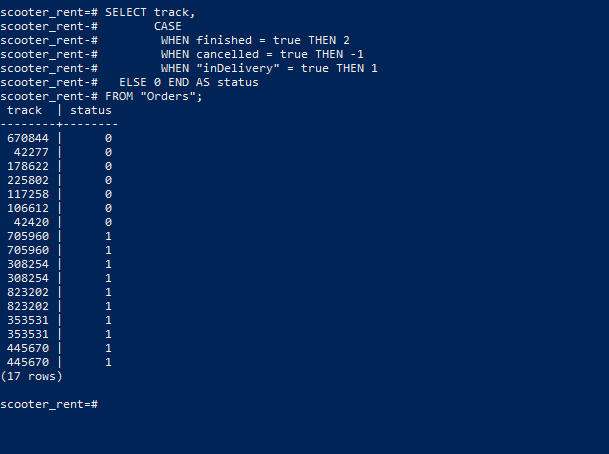 scooter_rent=# SELECT track,
scooter_rent-#        CASE
scooter_rent-#         WHEN finished = true THEN 2
scooter_rent-#         WHEN cancelled = true THEN -1
scooter_rent-#         WHEN "inDelivery" = true THEN 1
scooter_rent-#   ELSE 0 END AS status
scooter_rent-# FROM "Orders";
 track  | status
--------+--------
 670844 |      0
  42277 |      0
 178622 |      0
 225802 |      0
 117258 |      0
 106612 |      0
  42420 |      0
 705960 |      1
 705960 |      1
 308254 |      1
 308254 |      1
 823202 |      1
 823202 |      1
 353531 |      1
 353531 |      1
 445670 |      1
 445670 |      1
(17 rows)
scooter_rent=#